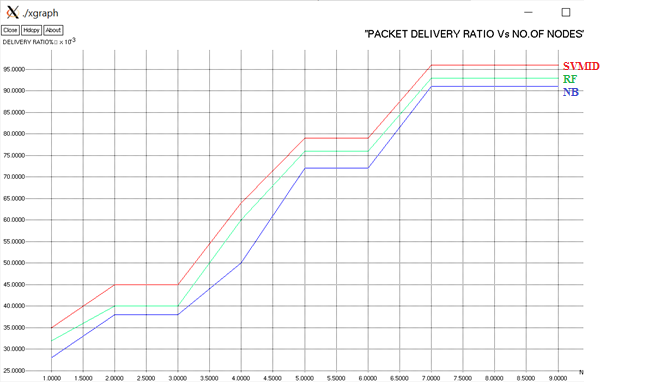 ./xgraph
Close Hdopy About
"PACKET DELIVERY RATIO Vs NO.OF NODES"
DELIVERY RATIO% x 10-3
95.0000
90.0000
85.0000
80.0000
75.0000
70.0000
65.0000
60.0000
55.0000
50.0000
45.0000
40.0000
35.0000
30.0000
25.0000
SVMID
RF
NB
N
1.0000 1.5000 2.0000 2.5000 3.0000 3.5000 4.0000 4.5000 5.0000 5.5000 6.0000 6.5000 7.0000 7.5000 8.0000 8.5000 9.0000